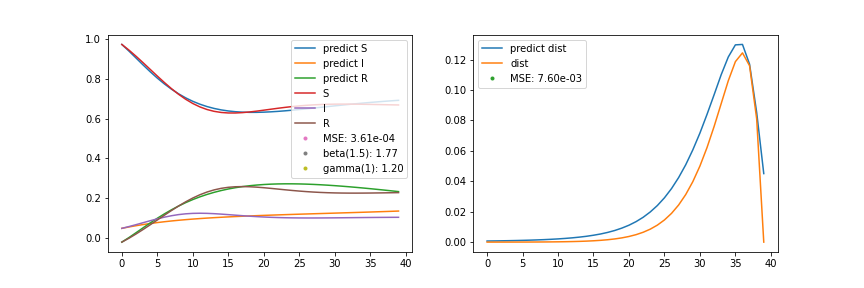 1.0
0.8
0.6
0.4
0.2
0.0
0 5 10 15 20 25 30 35 40
predict S
predict I
predict R
S
I
R
MSE: 3.61e-04
beta(1.5): 1.77
gamma(1): 1.20
0.12
0.10
0.08
0.06
0.04
0.02
0.00
0 5 10 15 20 25 30 35 40
predict dist
dist
MSE: 7.60e-03